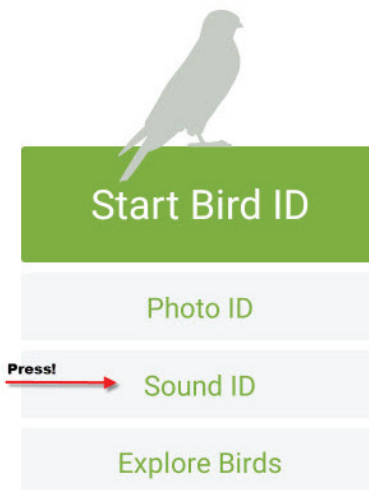 Start Bird ID
Photo ID
Press!
Sound ID
Explore Birds